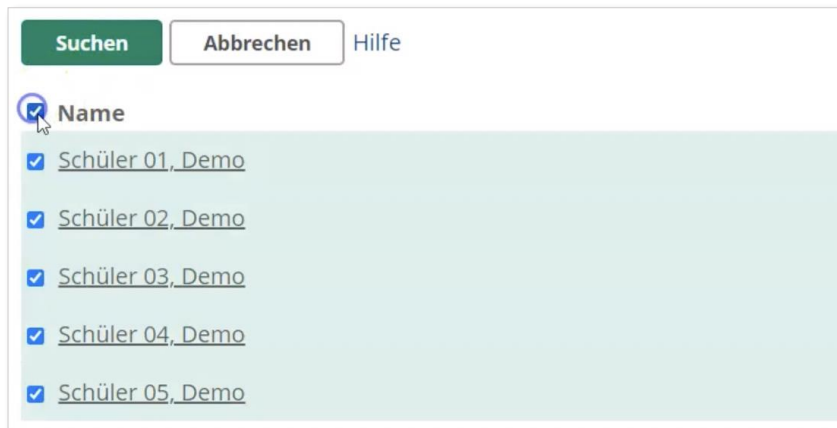 Suchen Abbrechen Hilfe
Name
Schüler 01, Demo
Schüler 02, Demo
Schüler 03, Demo
Schüler 04, Demo
Schüler 05, Demo